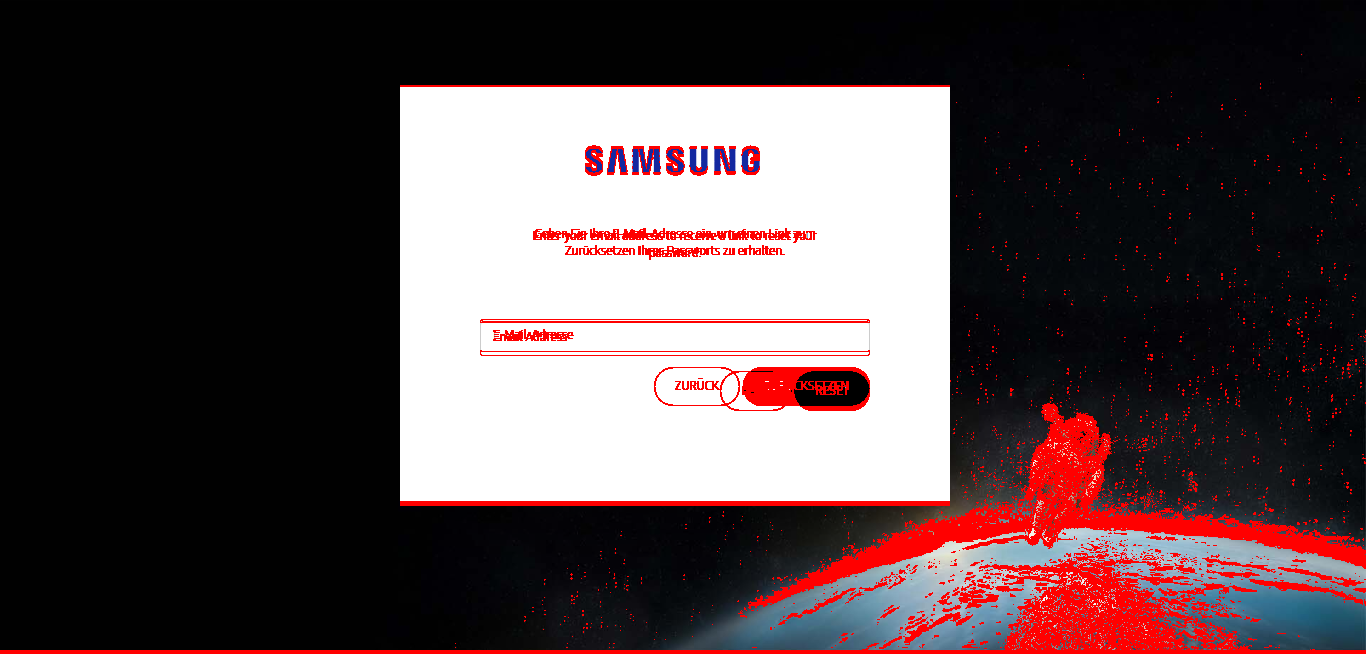 SAMSUNG
Geben Sie Ihre E-Mail-Adresse ein, um einen Link zum
Enter your email address to receive a link to reset your
Zurücksetzen Ihres Passworts zu erhalten.
password.
E-Mail-Adresse
Email Address
ZURÜCK
ZURÜCKSETZEN
RESET